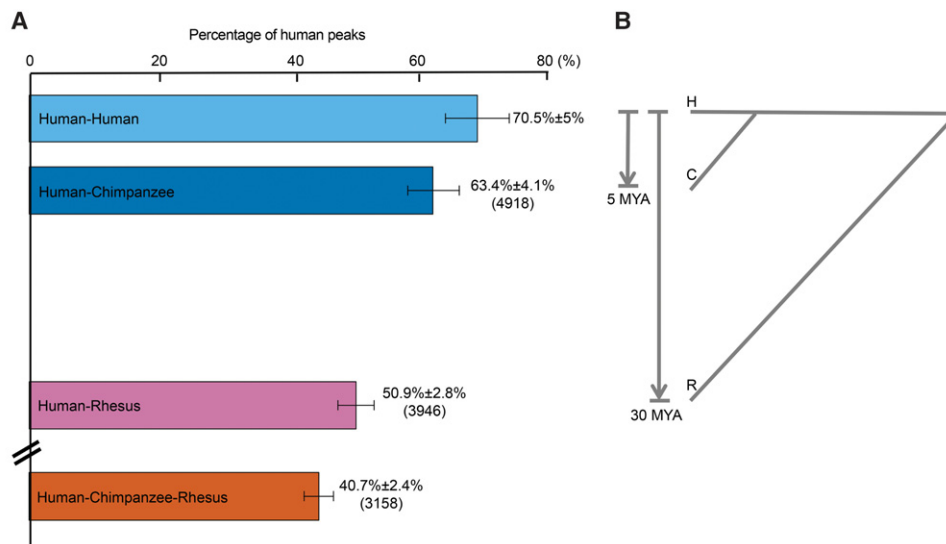 A
Percentage of human peaks
0 20 40 60 80 (%)
Human-Human
70.5%±5%
Human-Chimpanzee
63.4%±4.1%
(4918)
Human-Rhesus
50.9%±2.8%
(3946)
Human-Chimpanzee-Rhesus
40.7%±2.4%
(3158)
B
H
C
5 MYA
R
30 MYA